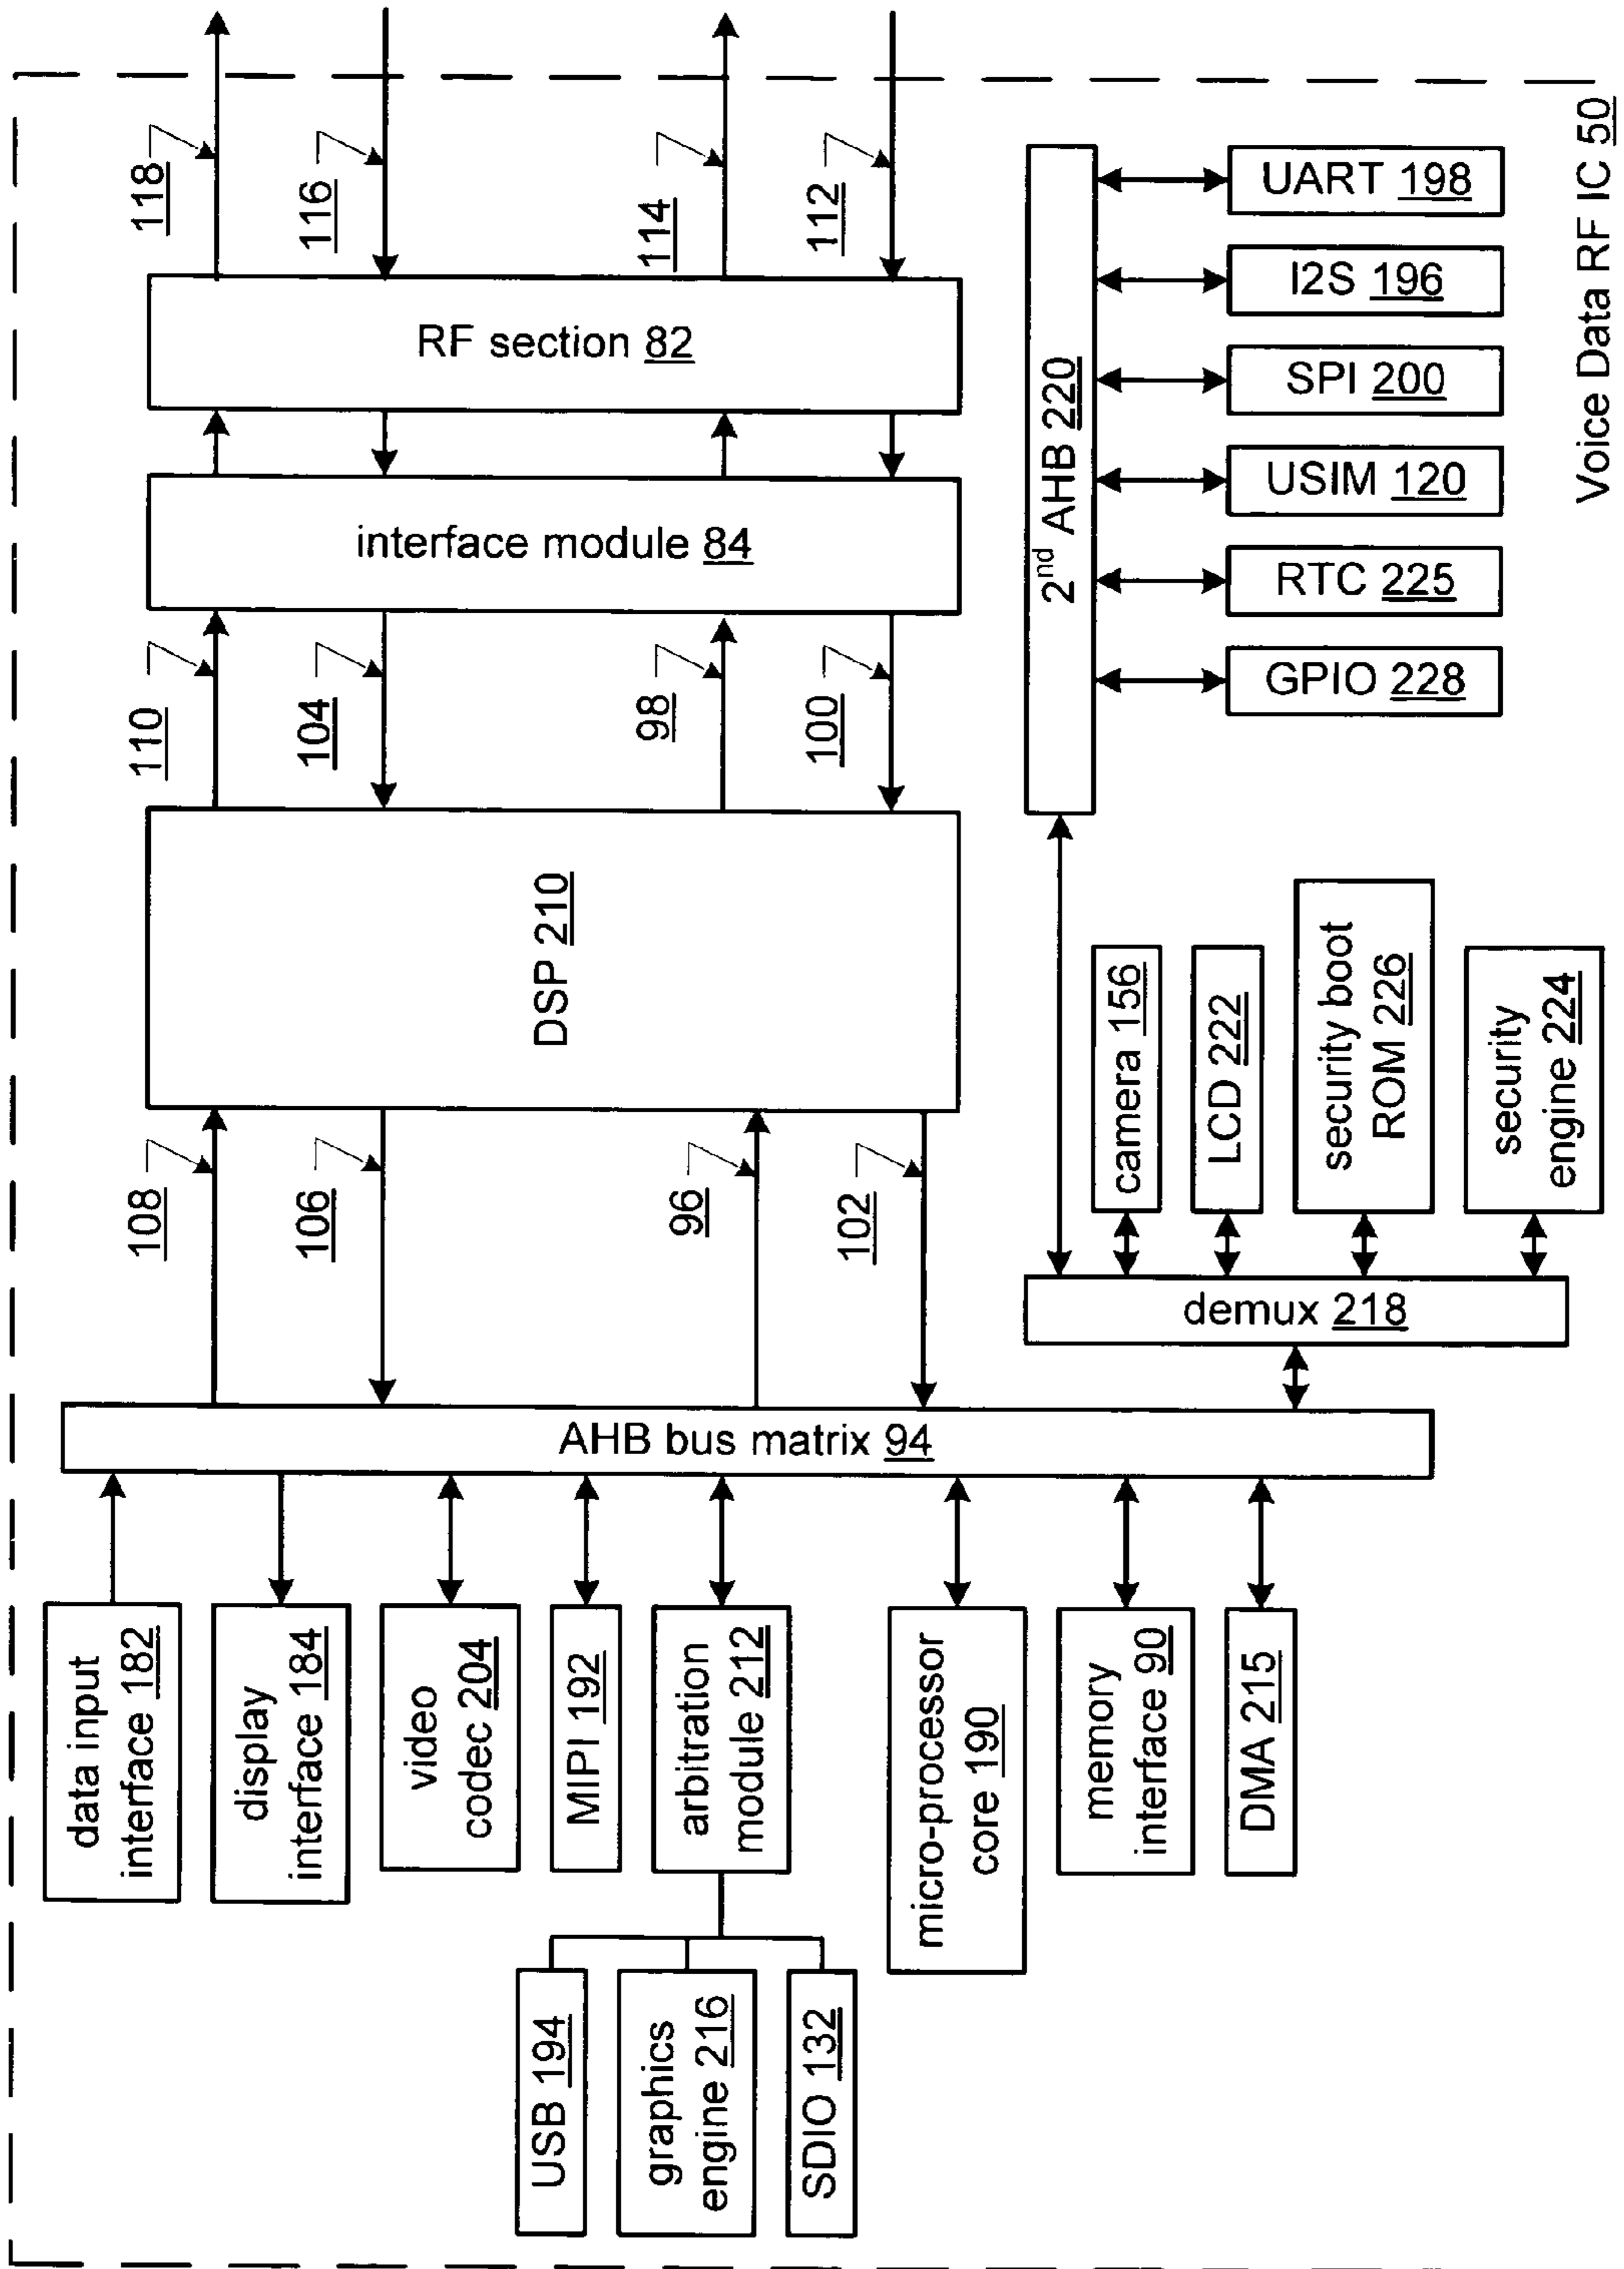 118
116
114
112
RF section 82
interface module 84
110
104
98
100
DSP 210
108
106
96
102
AHB bus matrix 94
data input
interface 182
display
interface 184
video
codec 204
MIPI 192
arbitration
module 212
USB 194
graphics
engine 216
SDIO 132
micro-processor
core 190
memory
interface 90
DMA 215
demux 218
camera 156
LCD 222
security boot
ROM 226
security
engine 224
2nd AHB 220
UART 198
I2S 196
SPI 200
USIM 120
RTC 225
GPIO 228
Voice Data RF IC 50